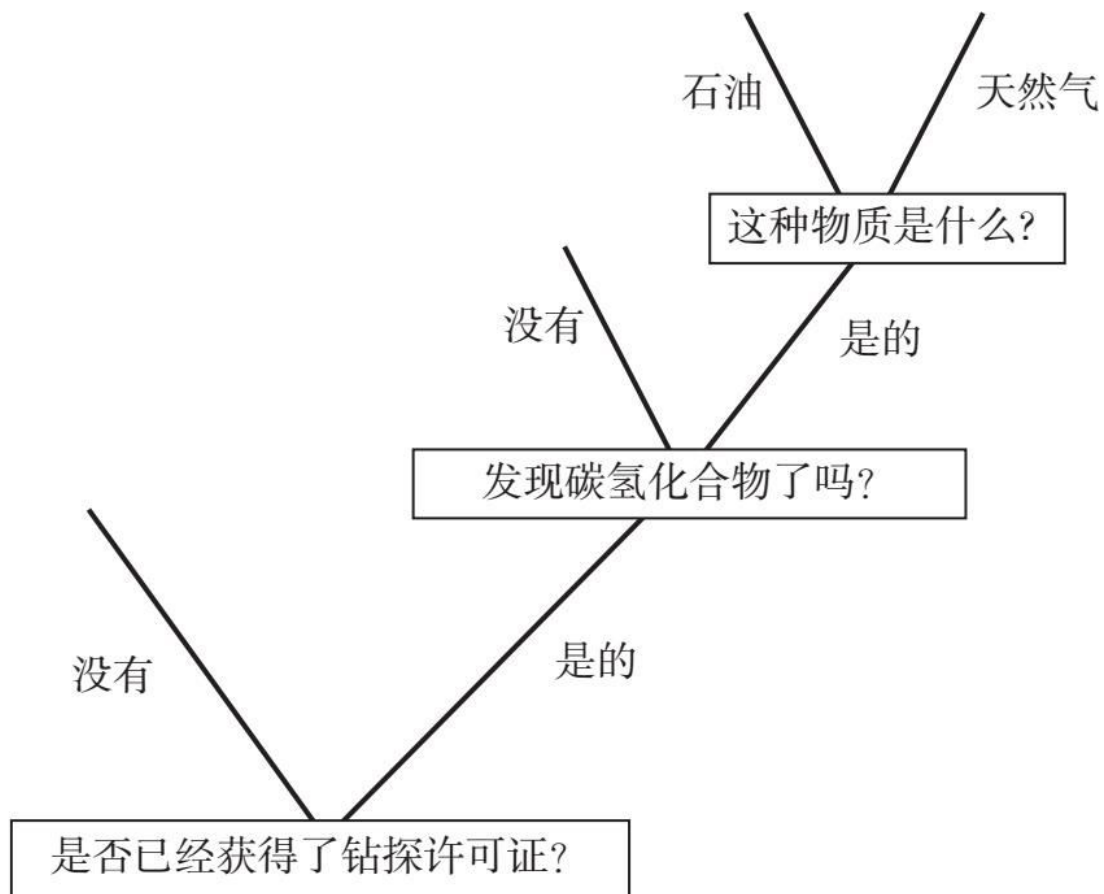 石油
天然气
这种物质是什么?
没有
是的
发现碳氢化合物了吗?
没有
是的
是否已经获得了钻探许可证?